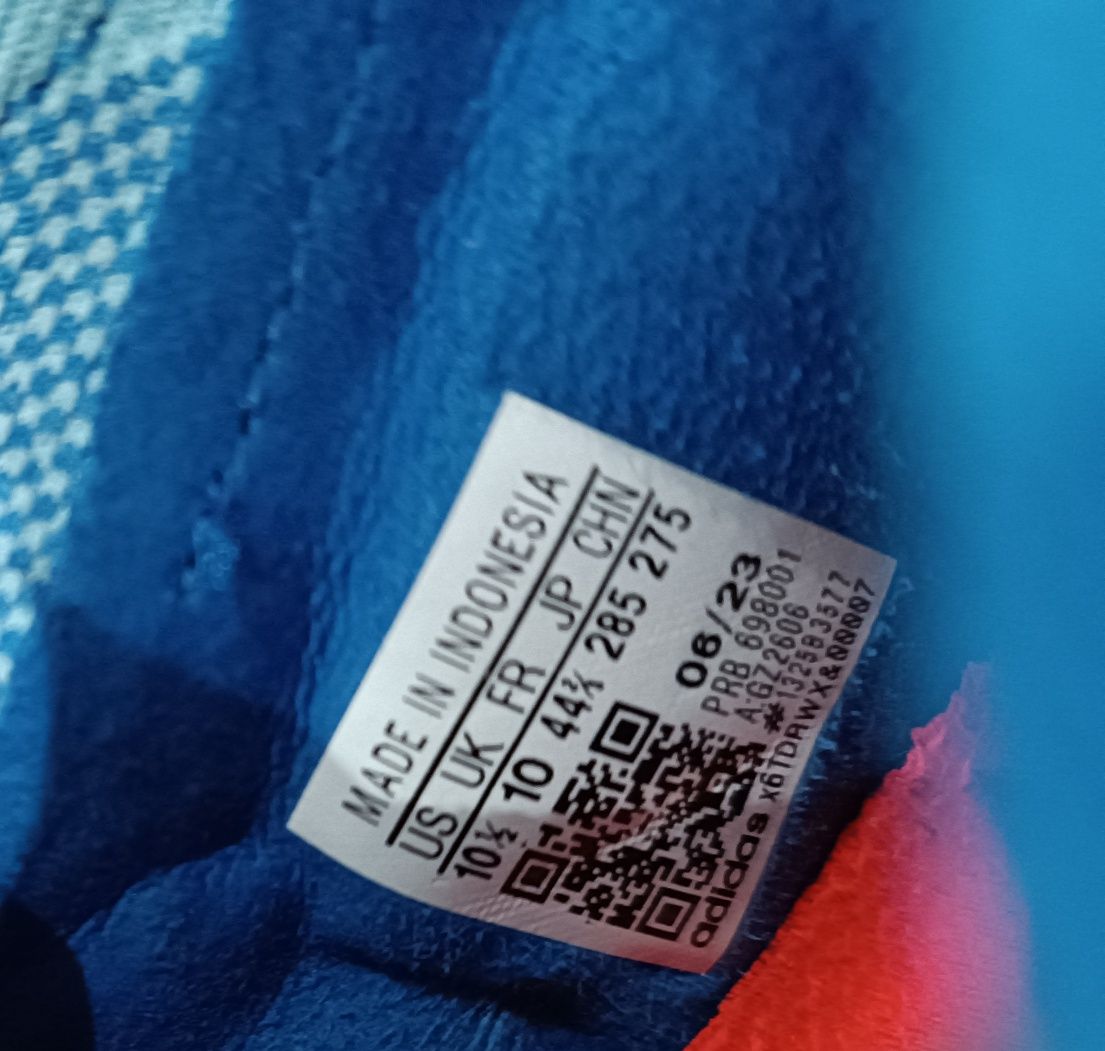 MADE IN INDONESIA
US UK FR JP CHN
10½ 10 44⅔ 285 275
06/23
PRB 698001
A:GZ2606
#132583577
adidas x6TDAWX&00007